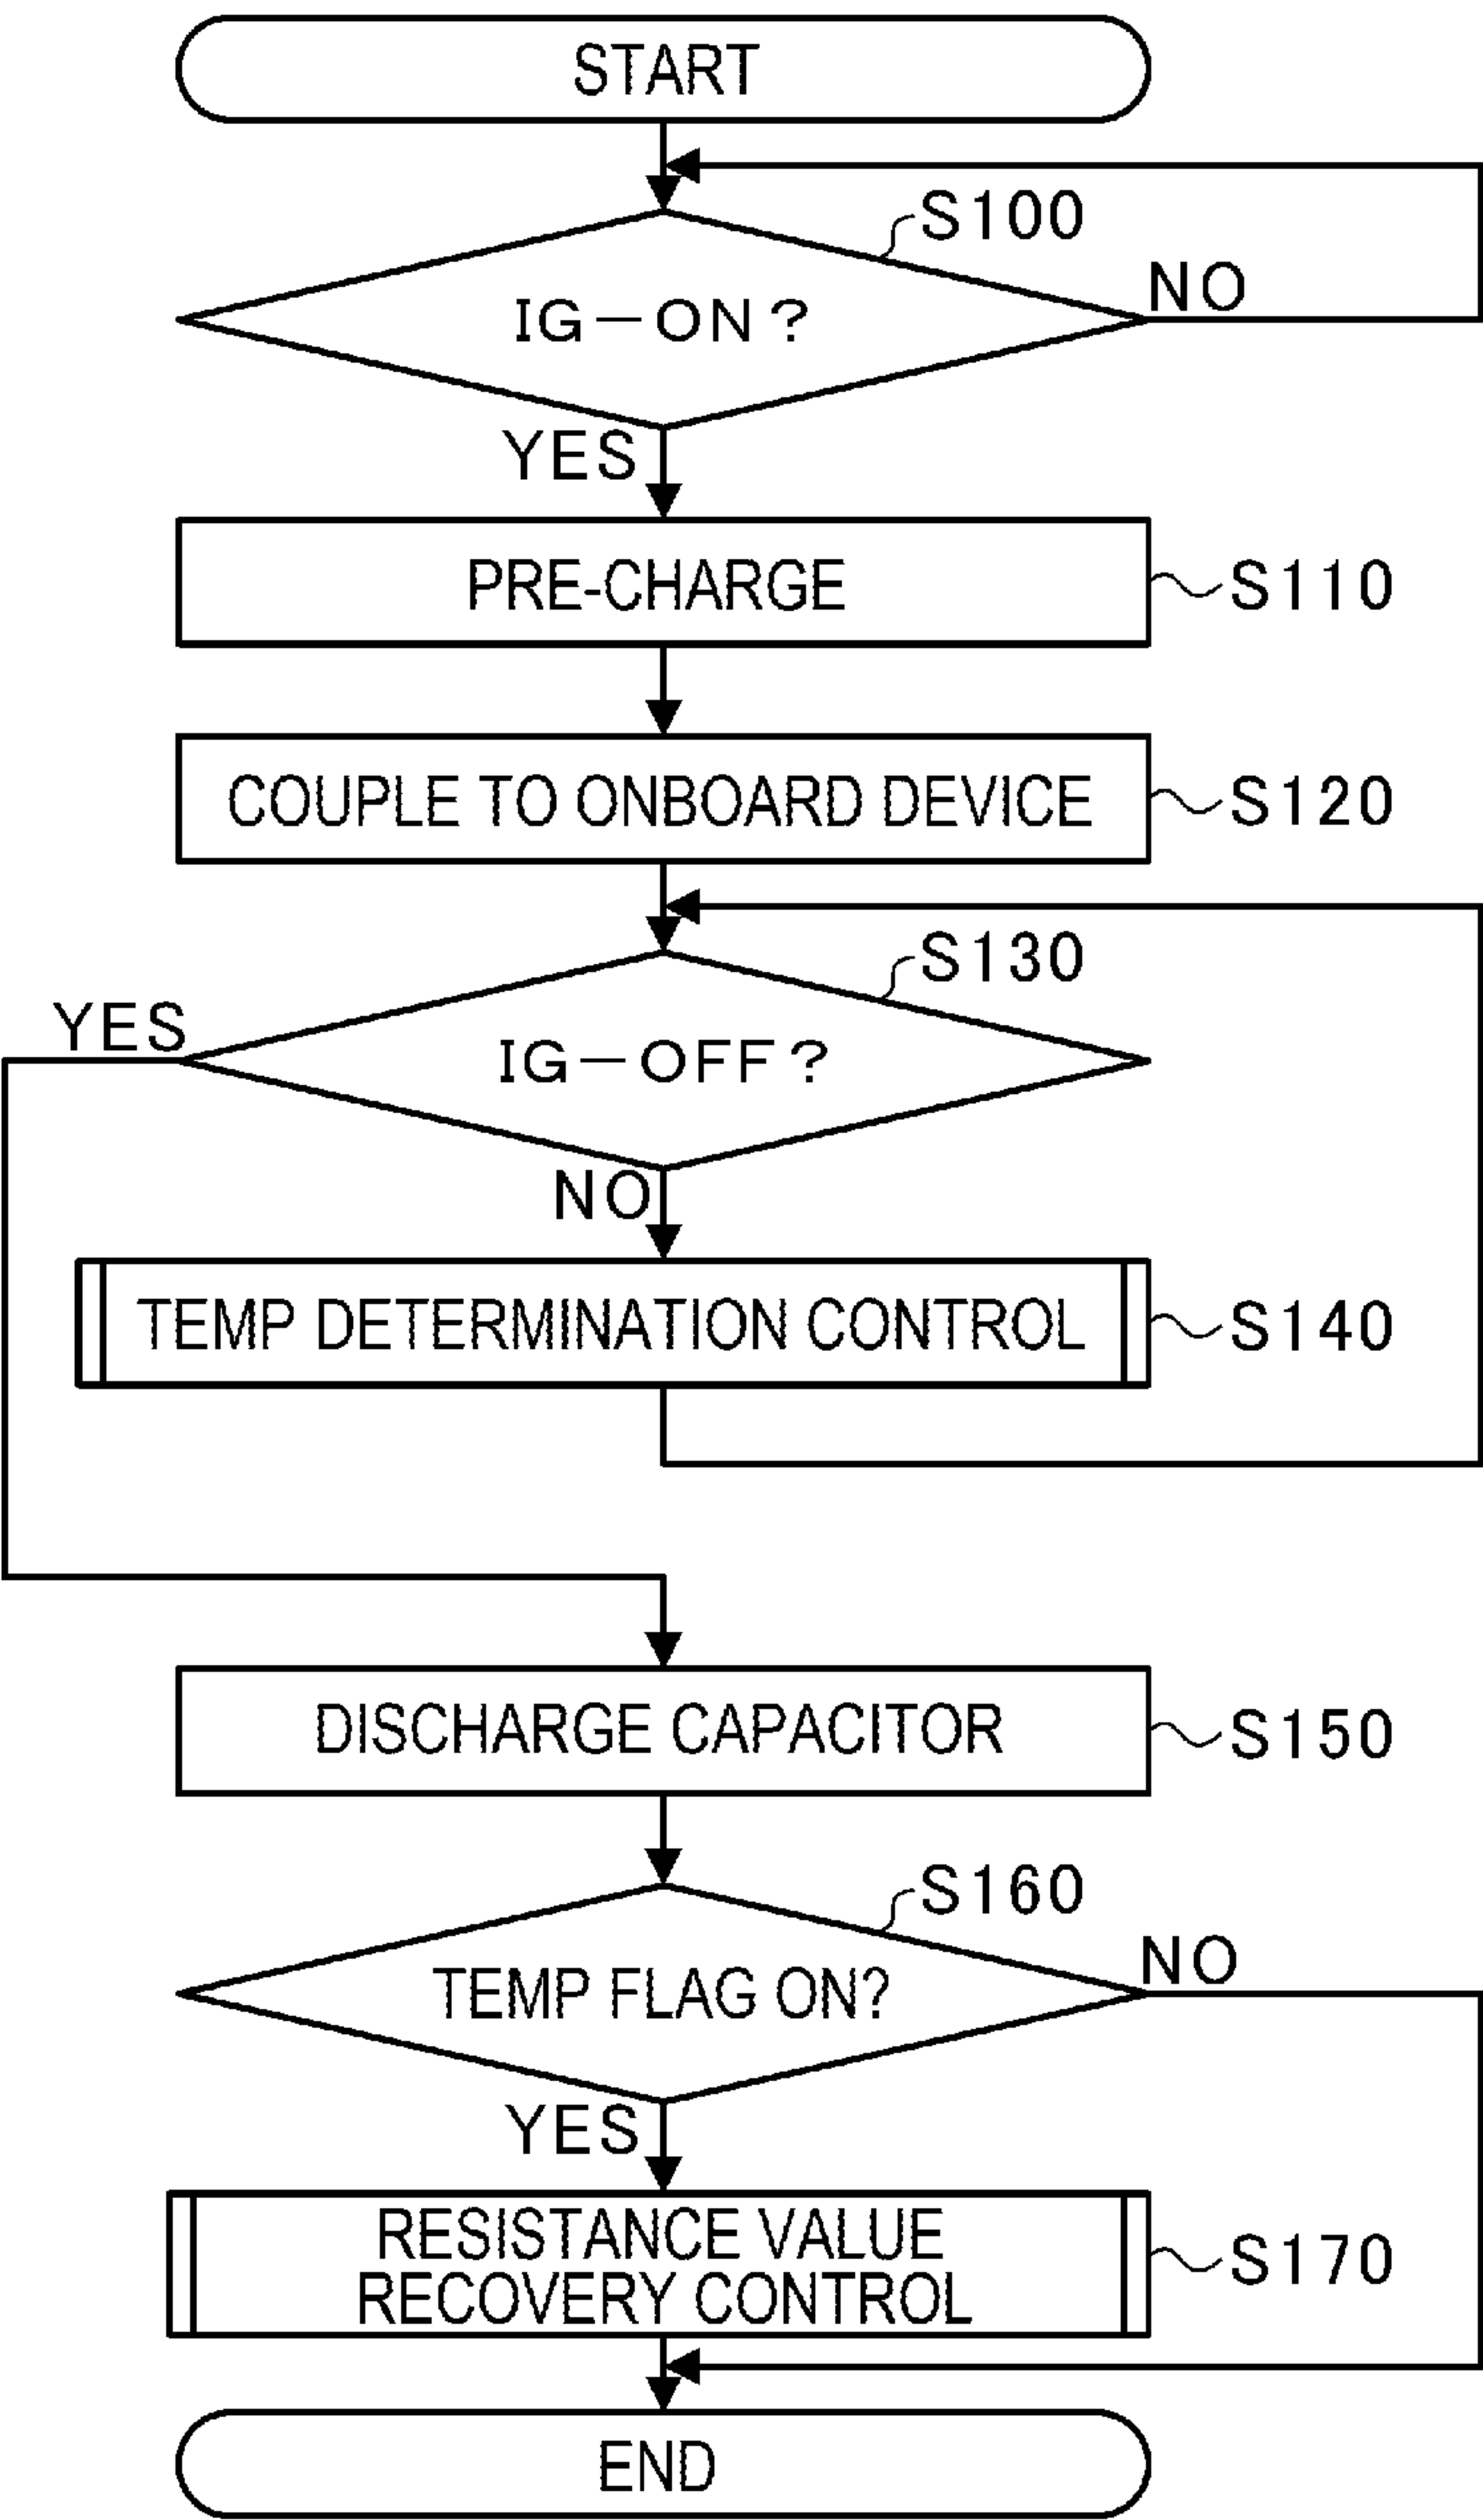 START
S100
NO
IG-ON?
YES
PRE-CHARGE
S110
COUPLE TO ONBOARD DEVICE
S120
S130
YES
IG-OFF?
NO
TEMP DETERMINATION CONTROL
S140
DISCHARGE CAPACITOR
S150
S160
NO
TEMP FLAG ON?
YES
RESISTANCE VALUE
RECOVERY CONTROL
S170
END